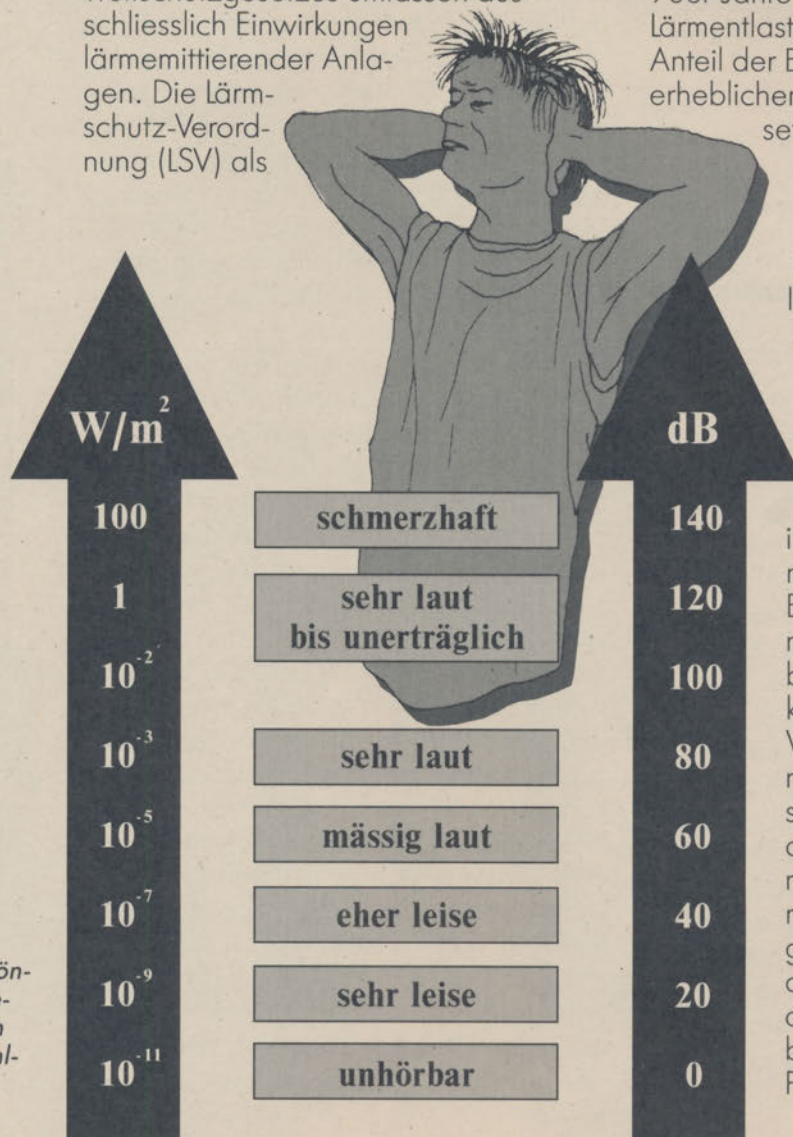 schliesslich Einwirkungen
lärmemittierender Anla-
gen. Die Lärm-
schutz-Verord-
nung (LSV) als
Lärmentlast
Anteil der
erheblicher
W/m²
dB
100
schmerzhaft
140
1
sehr laut
bis unerträglich
120
10⁻²
100
10⁻³
sehr laut
80
10⁻⁵
mässig laut
60
10⁻⁷
eher leise
40
10⁻⁹
sehr leise
20
10⁻¹¹
unhörbar
0